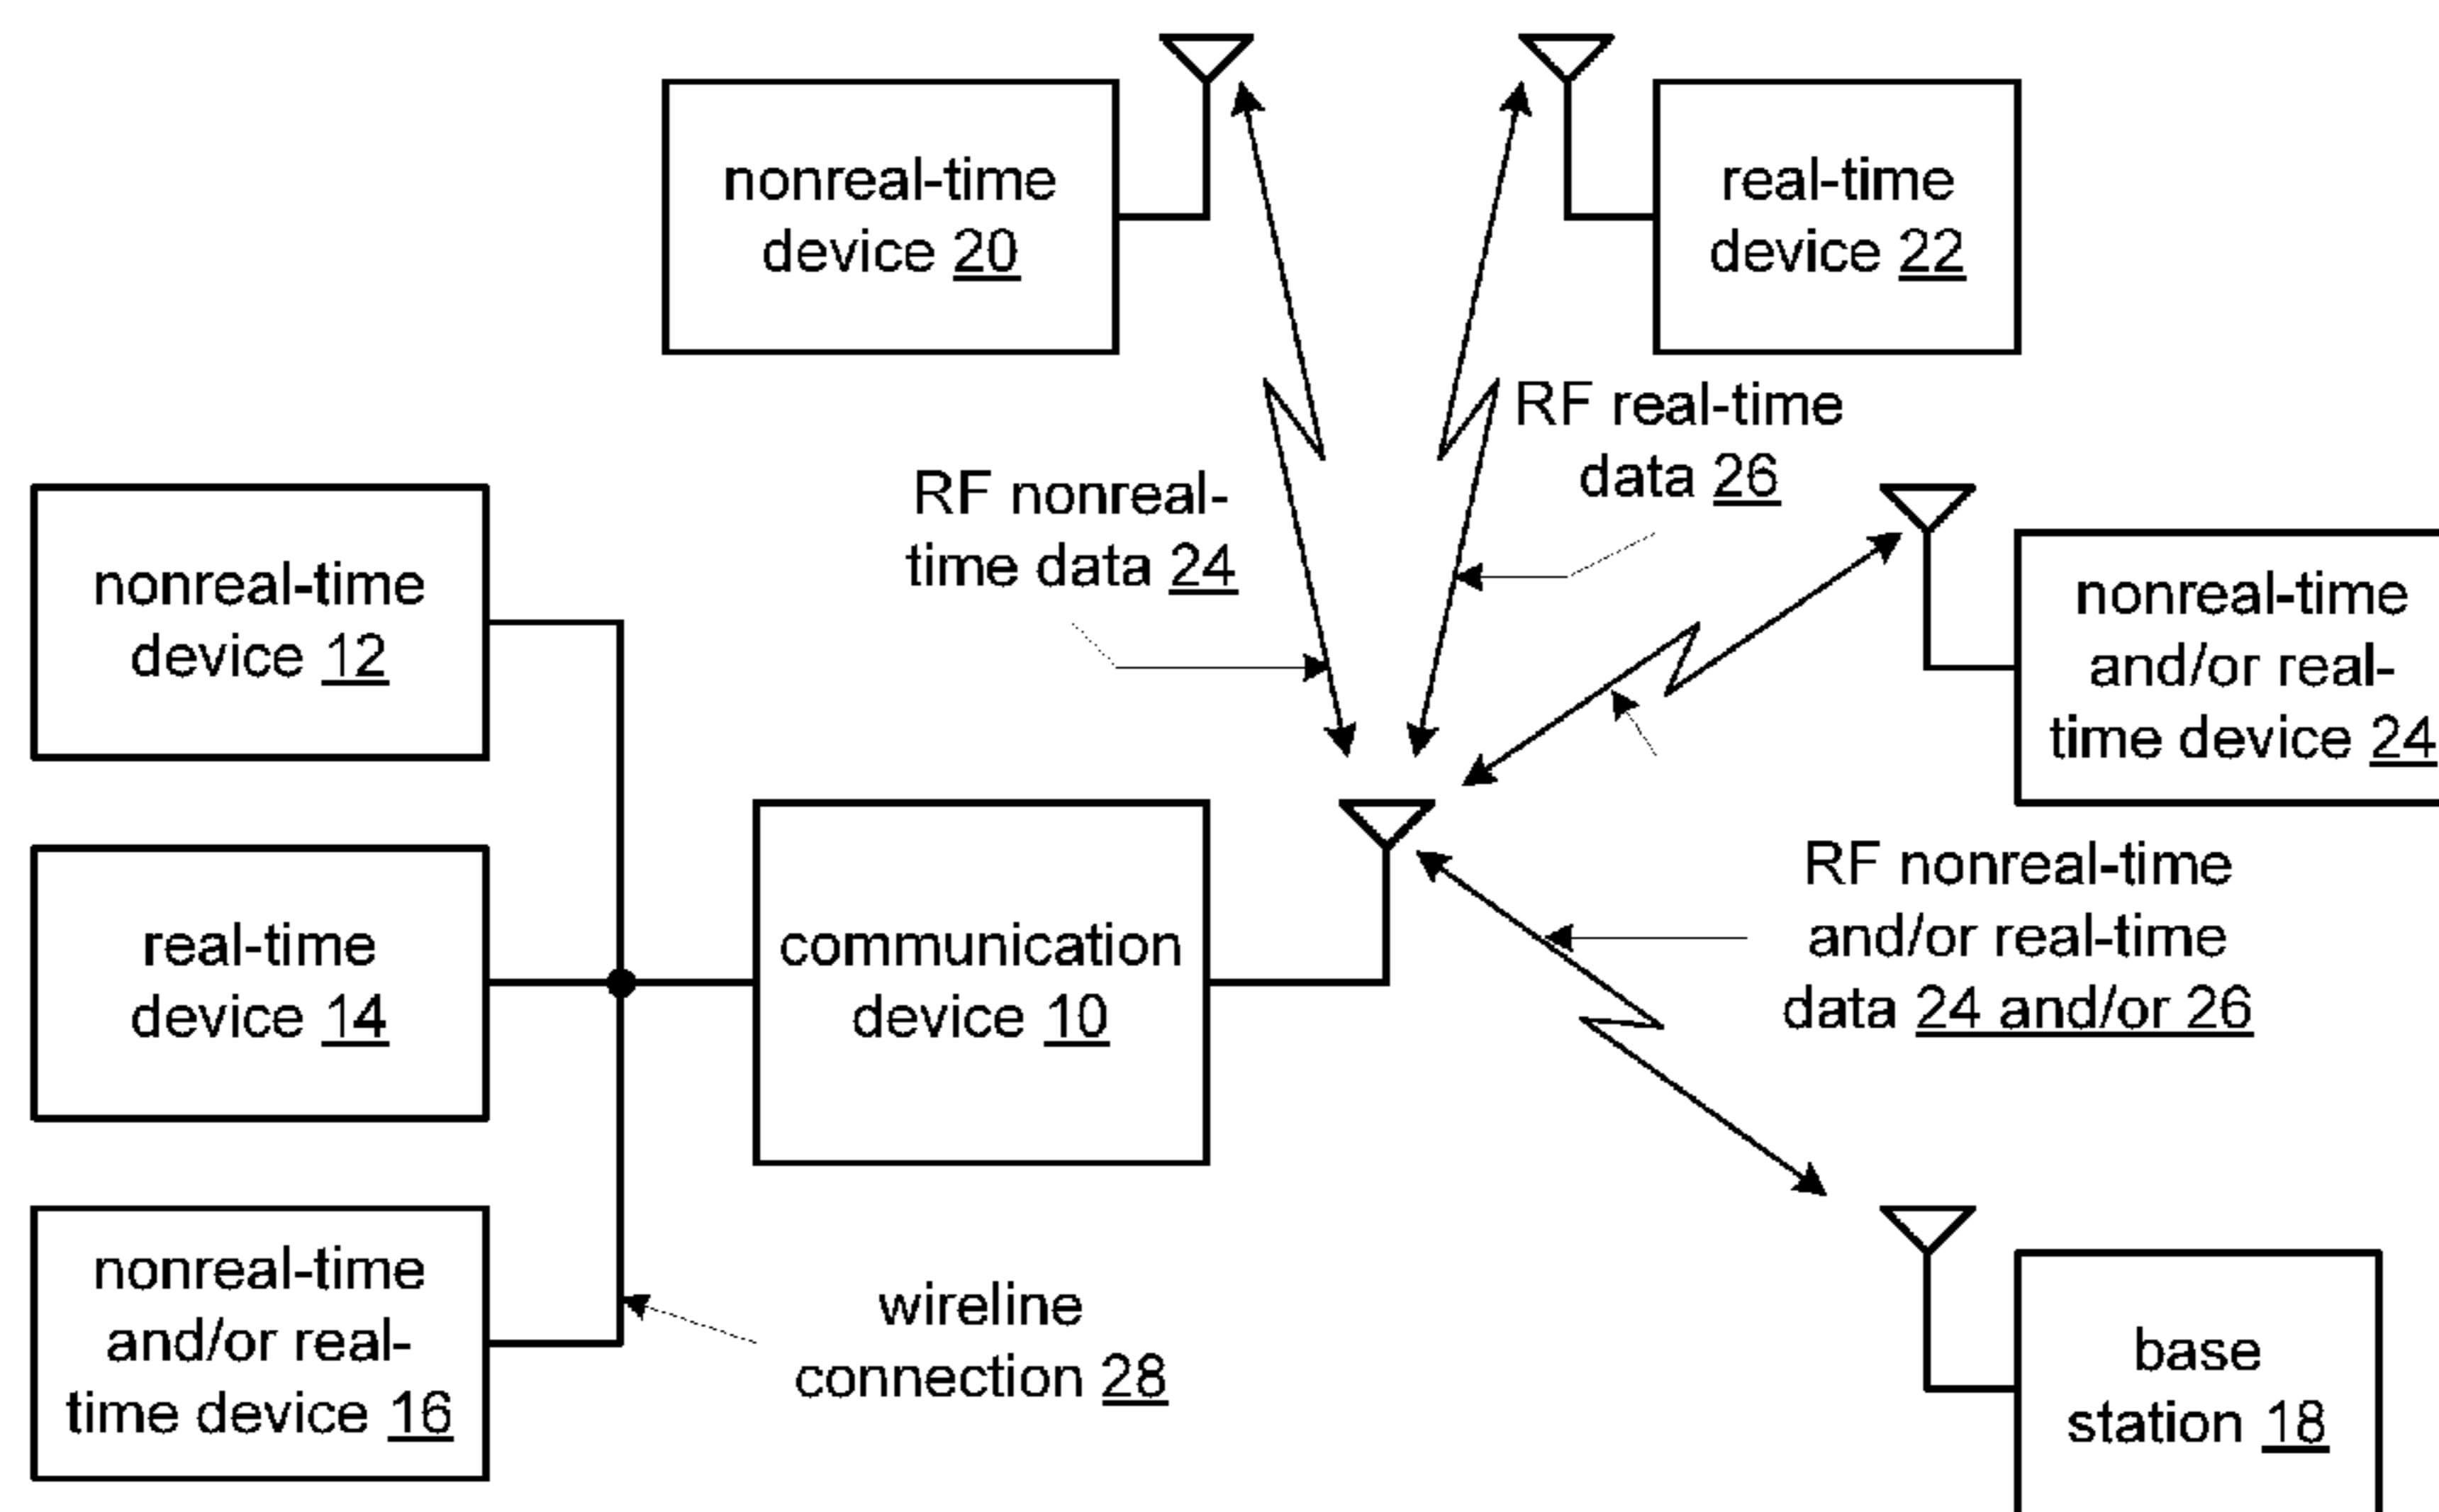 nonreal-time
device 20
real-time
device 22
RF real-time
data 26
RF nonreal-
time data 24
nonreal-time
device 12
nonreal-time
and/or real-
time device 24
real-time
device 14
communication
device 10
RF nonreal-time
and/or real-time
data 24 and/or 26
nonreal-time
and/or real-
time device 16
wireline
connection 28
base
station 18